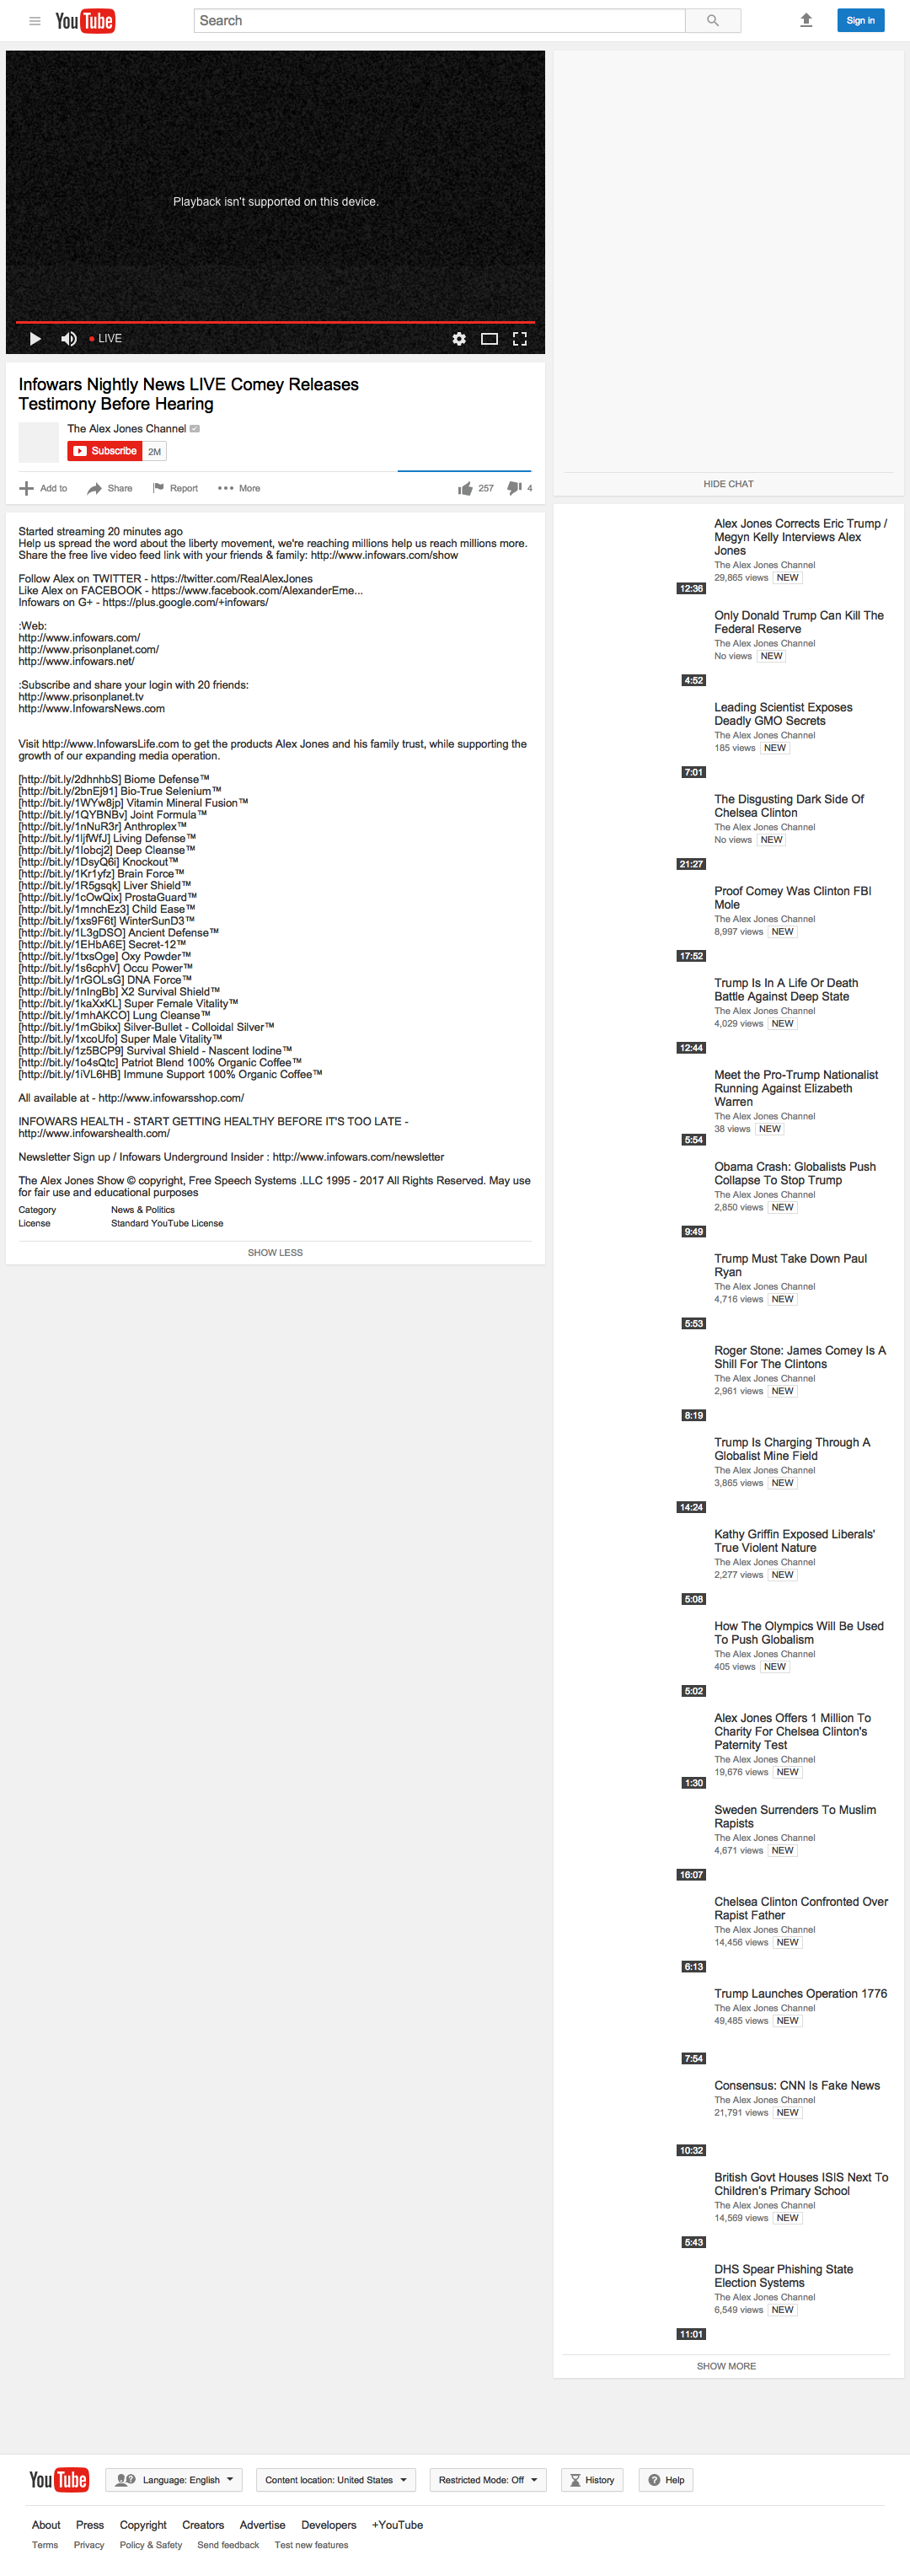 YouTube
Search
Sign in
Playback isn't supported on this device.
LIVE
Infowars Nightly News LIVE Comey Releases
Testimony Before Hearing
The Alex Jones Channel
Subscribe 2M
Add to Share Report More 257 4
Started streaming 20 minutes ago
Help us spread the word about the liberty movement, we're reaching millions help us reach millions more.
Share the free live video feed link with your friends & family: http://www.infowars.com/show
Follow Alex on TWITTER - https://twitter.com/RealAlexJones
Like Alex on FACEBOOK - https://www.facebook.com/AlexanderEme...
Infowars on G+ - https://plus.google.com/+infowars/
:Web:
http://www.infowars.com/
http://www.prisonplanet.com/
http://www.infowars.net/
:Subscribe and share your login with 20 friends:
http://www.prisonplanet.tv
http://www.InfowarsNews.com
Visit http://www.InfowarsLife.com to get the products Alex Jones and his family trust, while supporting the
growth of our expanding media operation.
[http://bit.ly/2dhnhbS] Biome Defense™
[http://bit.ly/2bnEj91] Bio-True Selenium™
[http://bit.ly/1WYw8jp] Vitamin Mineral Fusion™
[http://bit.ly/1QYBNBv] Joint Formula™
[http://bit.ly/1nNuR3r] Anthroplex™
[http://bit.ly/1ljfWfJ] Living Defense™
[http://bit.ly/1Iobcj2] Deep Cleanse™
[http://bit.ly/1DsyQ6i] Knockout™
[http://bit.ly/1Kr1yfz] Brain Force™
[http://bit.ly/1R5gsqk] Liver Shield™
[http://bit.ly/1cOwQix] ProstaGuard™
[http://bit.ly/1mnchEz3] Child Ease™
[http://bit.ly/1xs9F6t] WinterSunD3™
[http://bit.ly/1L3gDSO] Ancient Defense™
[http://bit.ly/1EHbA6E] Secret-12™
[http://bit.ly/1txsOge] Oxy Powder™
[http://bit.ly/1s6cphV] Occu Power™
[http://bit.ly/1rGOLsG] DNA Force™
[http://bit.ly/1nIngBb] X2 Survival Shield™
[http://bit.ly/1kaXxKL] Super Female Vitality™
[http://bit.ly/1mhAKCO] Lung Cleanse™
[http://bit.ly/1mGbikx] Silver-Bullet - Colloidal Silver™
[http://bit.ly/1xcoUfo] Super Male Vitality™
[http://bit.ly/1z5BCP9] Survival Shield - Nascent Iodine™
[http://bit.ly/1o4sQtc] Patriot Blend 100% Organic Coffee™
[http://bit.ly/1iVL6HB] Immune Support 100% Organic Coffee™
All available at - http://www.infowarsshop.com/
INFOWARS HEALTH - START GETTING HEALTHY BEFORE IT'S TOO LATE -
http://www.infowarshealth.com/
Newsletter Sign up / Infowars Underground Insider : http://www.infowars.com/newsletter
The Alex Jones Show © copyright, Free Speech Systems .LLC 1995 - 2017 All Rights Reserved. May use
for fair use and educational purposes
Category News & Politics
License Standard YouTube License
SHOW LESS
HIDE CHAT
Alex Jones Corrects Eric Trump /
Megyn Kelly Interviews Alex
Jones
The Alex Jones Channel
29,865 views NEW
12:36
Only Donald Trump Can Kill The
Federal Reserve
The Alex Jones Channel
No views NEW
4:52
Leading Scientist Exposes
Deadly GMO Secrets
The Alex Jones Channel
185 views NEW
7:01
The Disgusting Dark Side Of
Chelsea Clinton
The Alex Jones Channel
No views NEW
21:27
Proof Comey Was Clinton FBI
Mole
The Alex Jones Channel
8,997 views NEW
17:52
Trump Is In A Life Or Death
Battle Against Deep State
The Alex Jones Channel
4,029 views NEW
12:44
Meet the Pro-Trump Nationalist
Running Against Elizabeth
Warren
The Alex Jones Channel
38 views NEW
5:54
Obama Crash: Globalists Push
Collapse To Stop Trump
The Alex Jones Channel
2,850 views NEW
9:49
Trump Must Take Down Paul
Ryan
The Alex Jones Channel
4,716 views NEW
5:53
Roger Stone: James Comey Is A
Shill For The Clintons
The Alex Jones Channel
2,961 views NEW
8:19
Trump Is Charging Through A
Globalist Mine Field
The Alex Jones Channel
3,865 views NEW
14:24
Kathy Griffin Exposed Liberals'
True Violent Nature
The Alex Jones Channel
2,277 views NEW
5:08
How The Olympics Will Be Used
To Push Globalism
The Alex Jones Channel
405 views NEW
5:02
Alex Jones Offers 1 Million To
Charity For Chelsea Clinton's
Paternity Test
The Alex Jones Channel
19,676 views NEW
1:30
Sweden Surrenders To Muslim
Rapists
The Alex Jones Channel
4,671 views NEW
16:07
Chelsea Clinton Confronted Over
Rapist Father
The Alex Jones Channel
14,456 views NEW
6:13
Trump Launches Operation 1776
The Alex Jones Channel
49,485 views NEW
7:54
Consensus: CNN Is Fake News
The Alex Jones Channel
21,791 views NEW
10:32
British Govt Houses ISIS Next To
Children's Primary School
The Alex Jones Channel
14,569 views NEW
5:43
DHS Spear Phishing State
Election Systems
The Alex Jones Channel
6,549 views NEW
11:01
SHOW MORE
YouTube Language: English Content location: United States Restricted Mode: Off History Help
About Press Copyright Creators Advertise Developers +YouTube
Terms Privacy Policy & Safety Send feedback Test new features